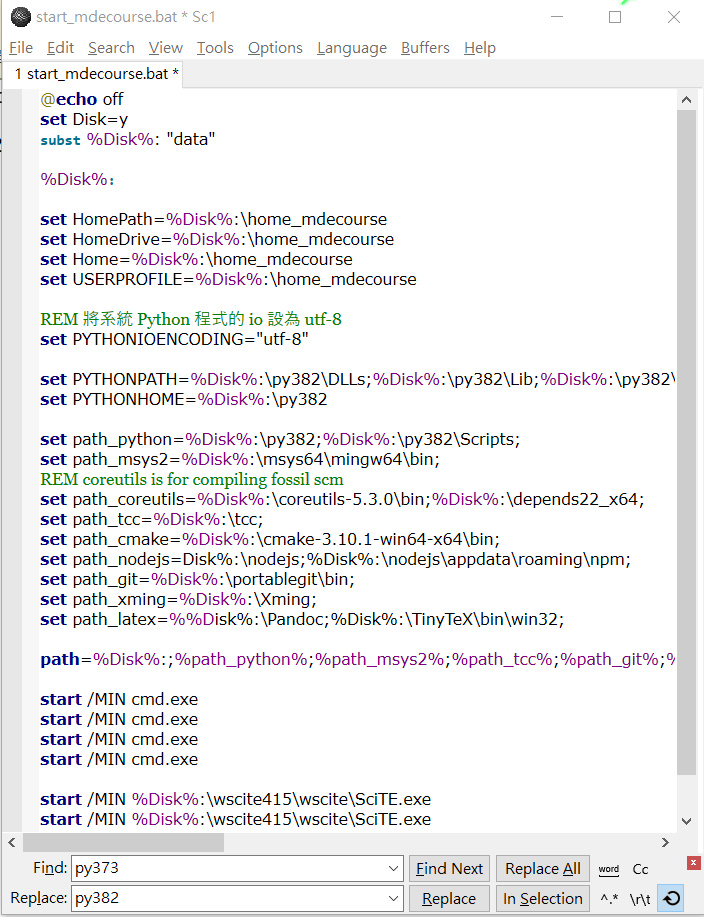 start_mdecourse.bat * Sc1
File Edit Search View Tools Options Language Buffers Help
1 start_mdecourse.bat *
@echo off
set Disk=y
subst %Disk%: "data"
%Disk%:
set HomePath=%Disk%:\home_mdecourse
set HomeDrive=%Disk%:\home_mdecourse
set Home=%Disk%:\home_mdecourse
set USERPROFILE=%Disk%:\home_mdecourse
REM 將系統 Python 程式的 io 設為 utf-8
set PYTHONIOENCODING="utf-8"
set PYTHONPATH=%Disk%:\py382\DLLs;%Disk%:\py382\Lib;%Disk%:\py382\
set PYTHONHOME=%Disk%:\py382
set path_python=%Disk%:\py382;%Disk%:\py382\Scripts;
set path_msys2=%Disk%:\msys64\mingw64\bin;
REM coreutils is for compiling fossil scm
set path_coreutils=%Disk%:\coreutils-5.3.0\bin;%Disk%:\depends22_x64;
set path_tcc=%Disk%:\tcc;
set path_cmake=%Disk%:\cmake-3.10.1-win64-x64\bin;
set path_nodejs=Disk%:\nodejs;%Disk%:\nodejs\appdata\roaming\npm;
set path_git=%Disk%:\portablegit\bin;
set path_xming=%Disk%:\Xming;
set path_latex=%%Disk%:\Pandoc;%Disk%:\TinyTeX\bin\win32;
path=%Disk%:;%path_python%;%path_msys2%;%path_tcc%;%path_git%;%
start /MIN cmd.exe
start /MIN cmd.exe
start /MIN cmd.exe
start /MIN cmd.exe
start /MIN %Disk%:\wscite415\wscite\SciTE.exe
start /MIN %Disk%:\wscite415\wscite\SciTE.exe
Find: py373 Find Next Replace All word Cc
Replace: py382 Replace In Selection ^.* \r\t